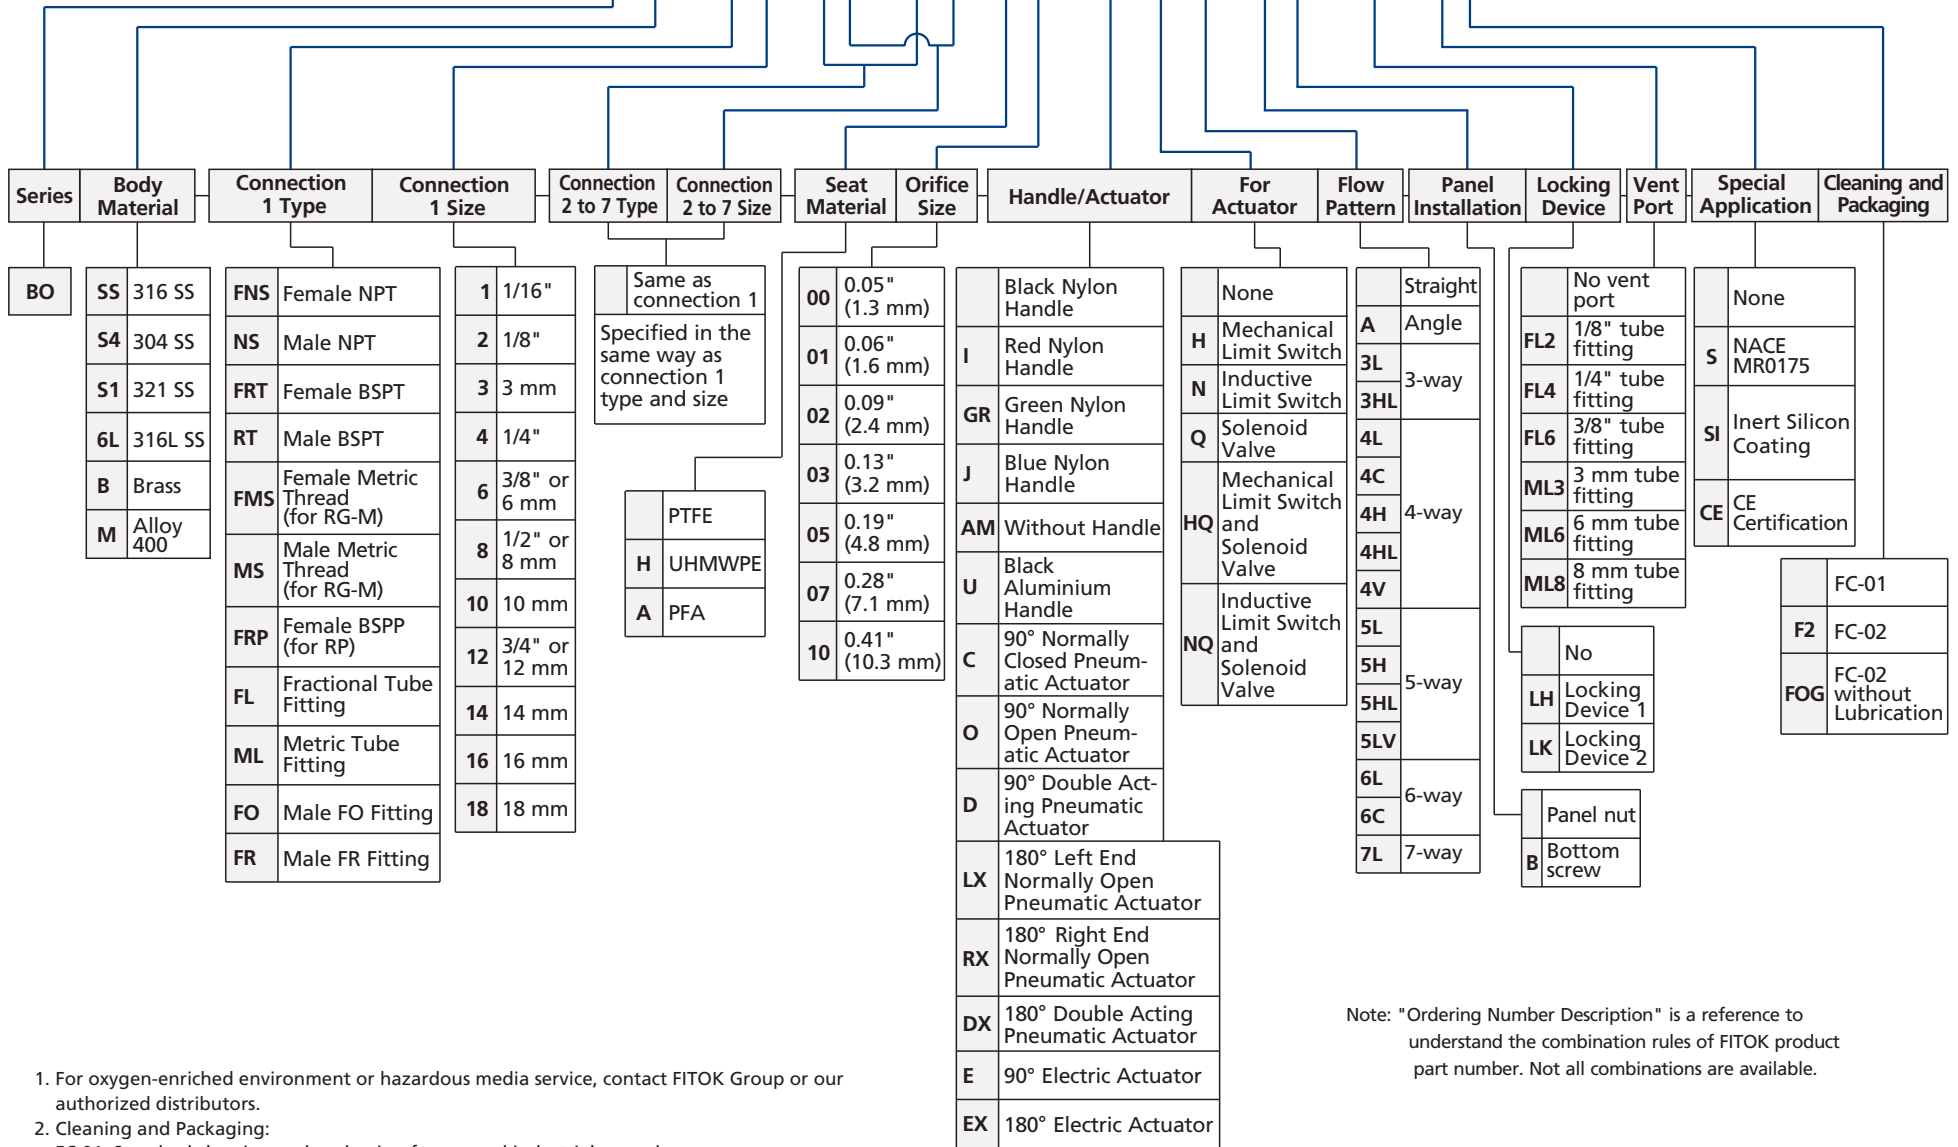 Series
Body
Material
Connection
1 Type
Connection
1 Size
Connection
2 to 7 Type
Connection
2 to 7 Size
Seat
Material
Orifice
Size
Handle/Actuator
For
Actuator
Flow
Pattern
Panel
Installation
Locking
Device
Vent
Port
Special
Application
Cleaning and
Packaging
BO
SS 316 SS
S4 304 SS
S1 321 SS
6L 316L SS
B Brass
M Alloy
400
FNS Female NPT
NS Male NPT
FRT Female BSPT
RT Male BSPT
FMS Female Metric
Thread
(for RG-M)
MS Male Metric
Thread
(for RG-M)
FRP Female BSPP
(for RP)
FL Fractional Tube
Fitting
ML Metric Tube
Fitting
FO Male FO Fitting
FR Male FR Fitting
1 1/16"
2 1/8"
3 3 mm
4 1/4"
6 3/8" or
6 mm
8 1/2" or
8 mm
10 10 mm
12 3/4" or
12 mm
14 14 mm
16 16 mm
18 18 mm
Same as
connection 1
Specified in the
same way as
connection 1
type and size
PTFE
H UHMWPE
A PFA
00 0.05"
(1.3 mm)
01 0.06"
(1.6 mm)
02 0.09"
(2.4 mm)
03 0.13"
(3.2 mm)
05 0.19"
(4.8 mm)
07 0.28"
(7.1 mm)
10 0.41"
(10.3 mm)
Black Nylon
Handle
I Red Nylon
Handle
GR Green Nylon
Handle
J Blue Nylon
Handle
AM Without Handle
U Black
Aluminium
Handle
C 90° Normally
Closed Pneum-
atic Actuator
O 90° Normally
Open Pneum-
atic Actuator
D 90° Double Act-
ing Pneumatic
Actuator
LX 180° Left End
Normally Open
Pneumatic Actuator
RX 180° Right End
Normally Open
Pneumatic Actuator
DX 180° Double Acting
Pneumatic Actuator
E 90° Electric Actuator
EX 180° Electric Actuator
None
H Mechanical
Limit Switch
N Inductive
Limit Switch
Q Solenoid
Valve
HQ Mechanical
Limit Switch
and
Solenoid
Valve
NQ Inductive
Limit Switch
and
Solenoid
Valve
Straight
A Angle
3L
3HL
3-way
4L
4C
4H
4HL
4V
4-way
5L
5H
5HL
5LV
5-way
6L
6C
6-way
7L 7-way
No vent
port
FL2 1/8" tube
fitting
FL4 1/4" tube
fitting
FL6 3/8" tube
fitting
ML3 3 mm tube
fitting
ML6 6 mm tube
fitting
ML8 8 mm tube
fitting
No
LH Locking
Device 1
LK Locking
Device 2
Panel nut
B Bottom
screw
None
S NACE
MR0175
SI Inert Silicon
Coating
CE CE
Certification
FC-01
F2 FC-02
FOG FC-02
without
Lubrication
Note: "Ordering Number Description" is a reference to
understand the combination rules of FITOK product
part number. Not all combinations are available.
1. For oxygen-enriched environment or hazardous media service, contact FITOK Group or our
authorized distributors.
2. Cleaning and Packaging: